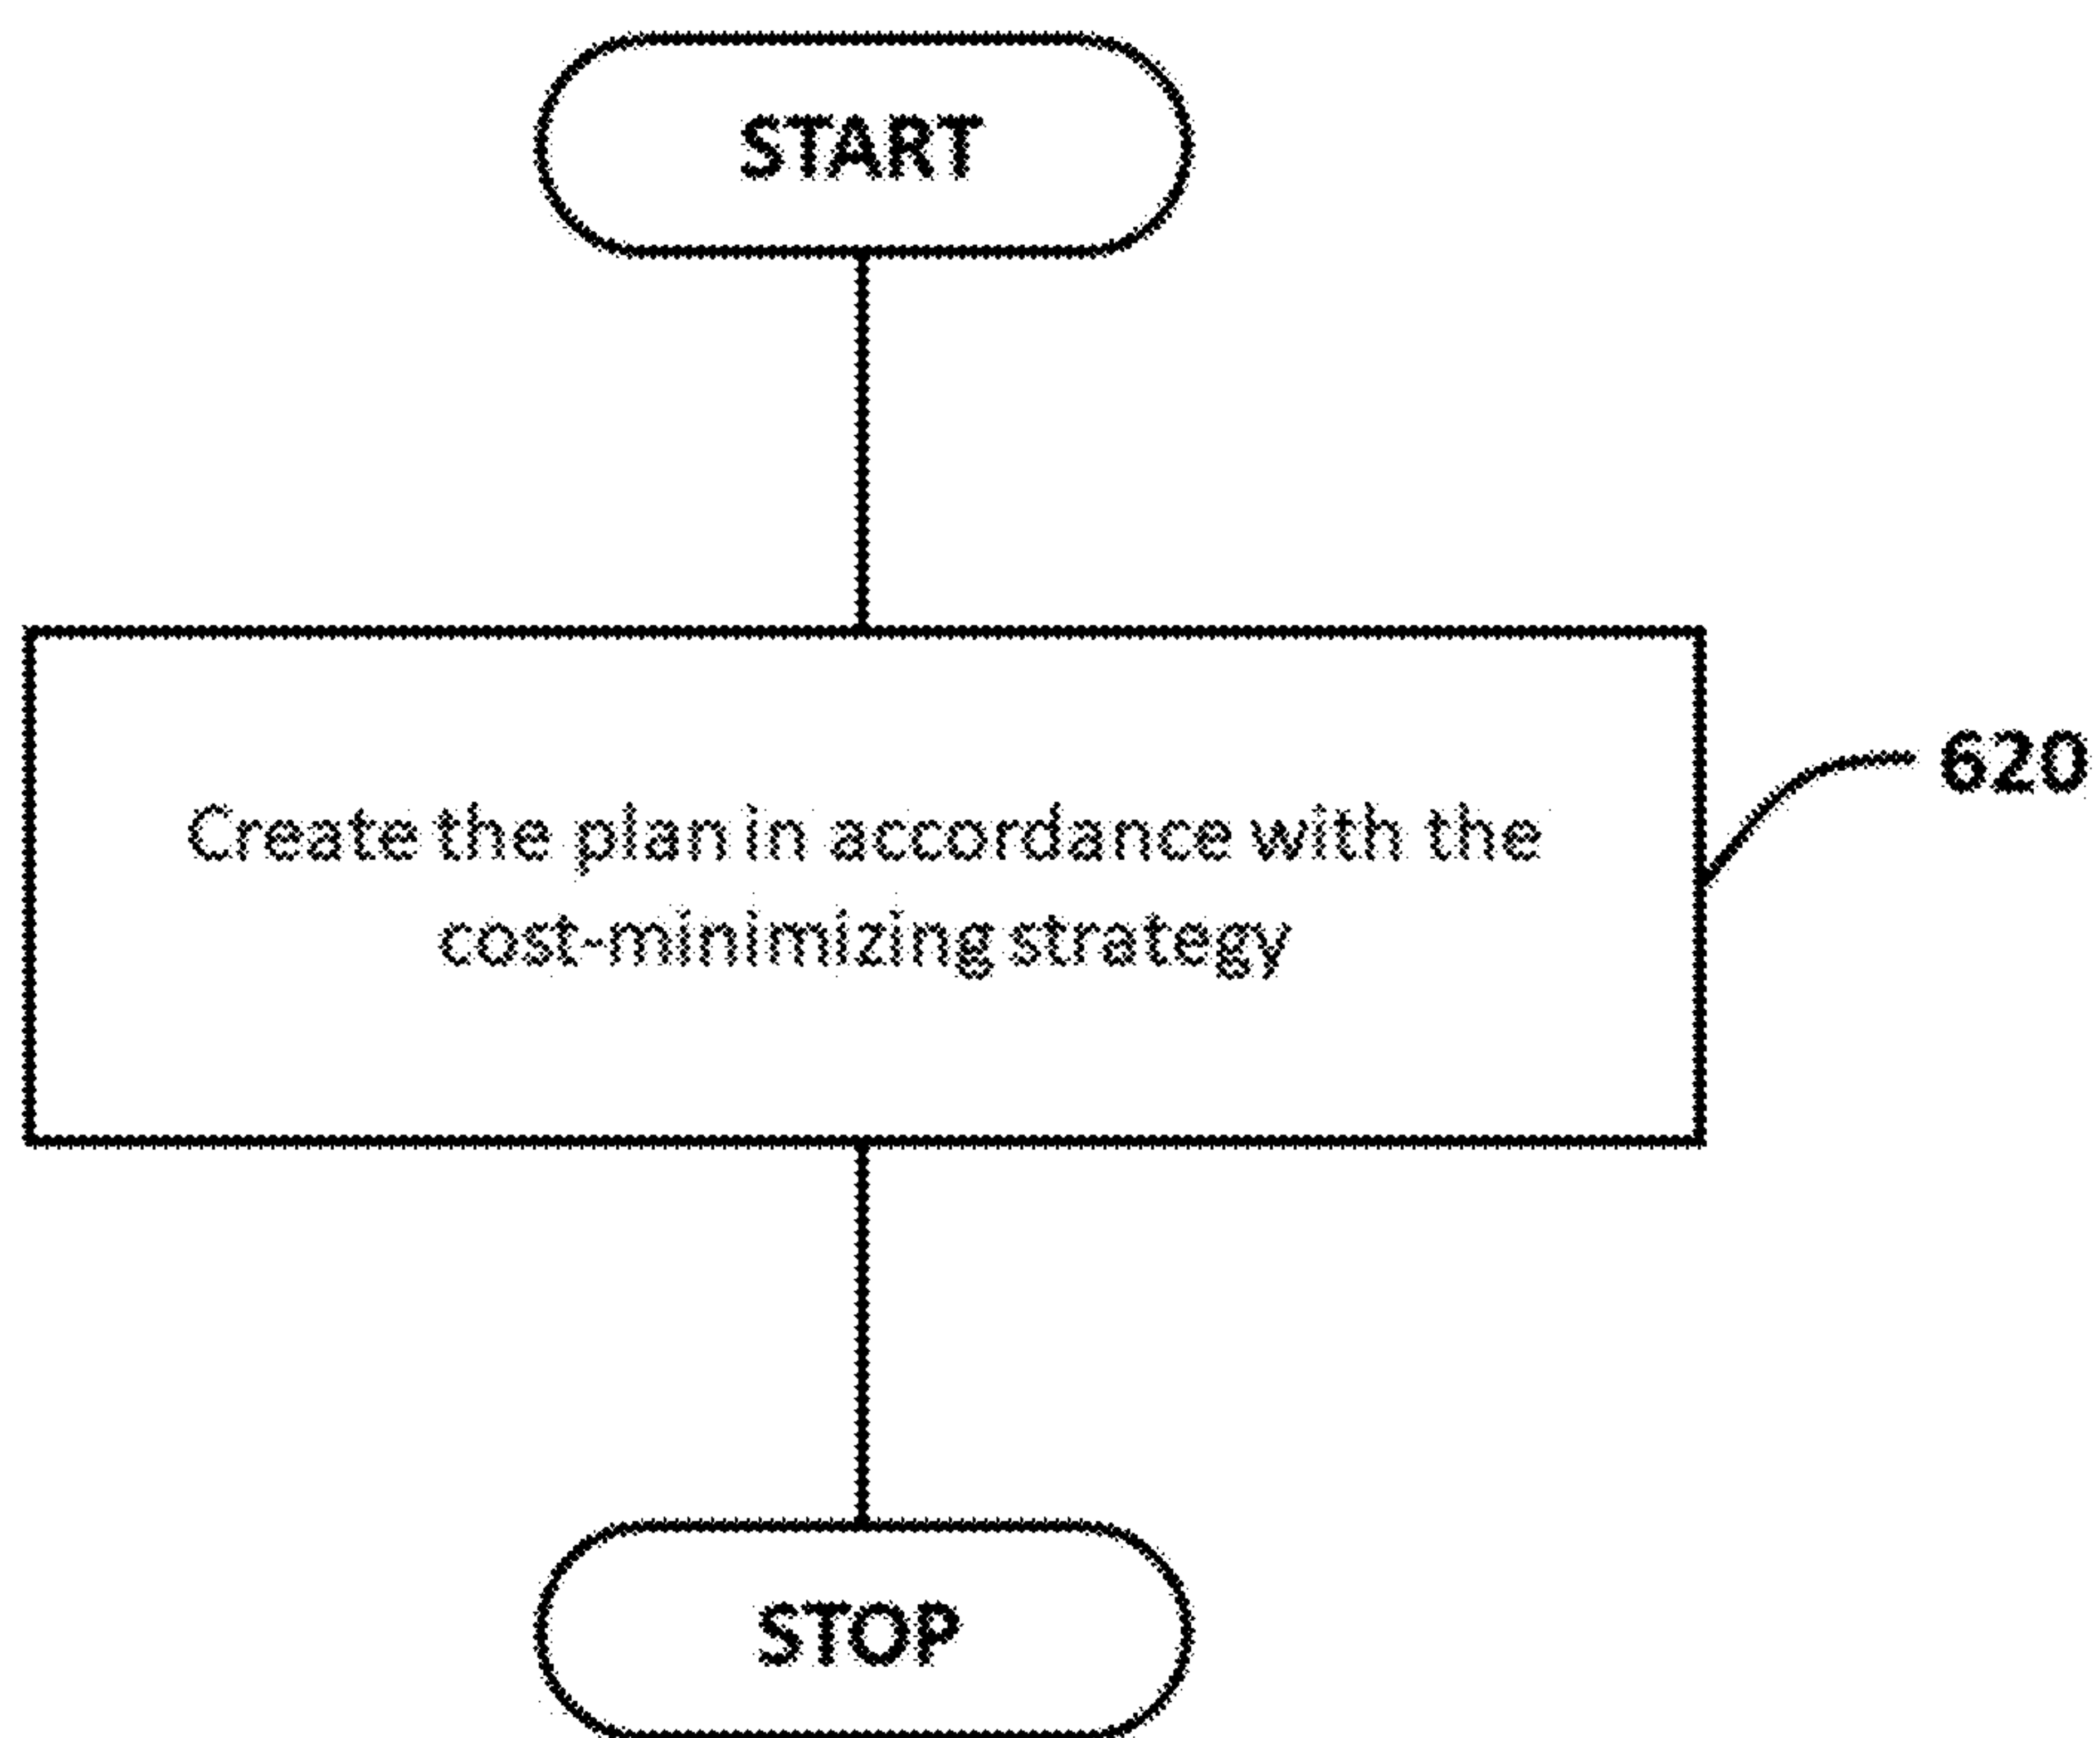 START
620
Create the plan in accordance with the
cost-minimizing strategy
STOP